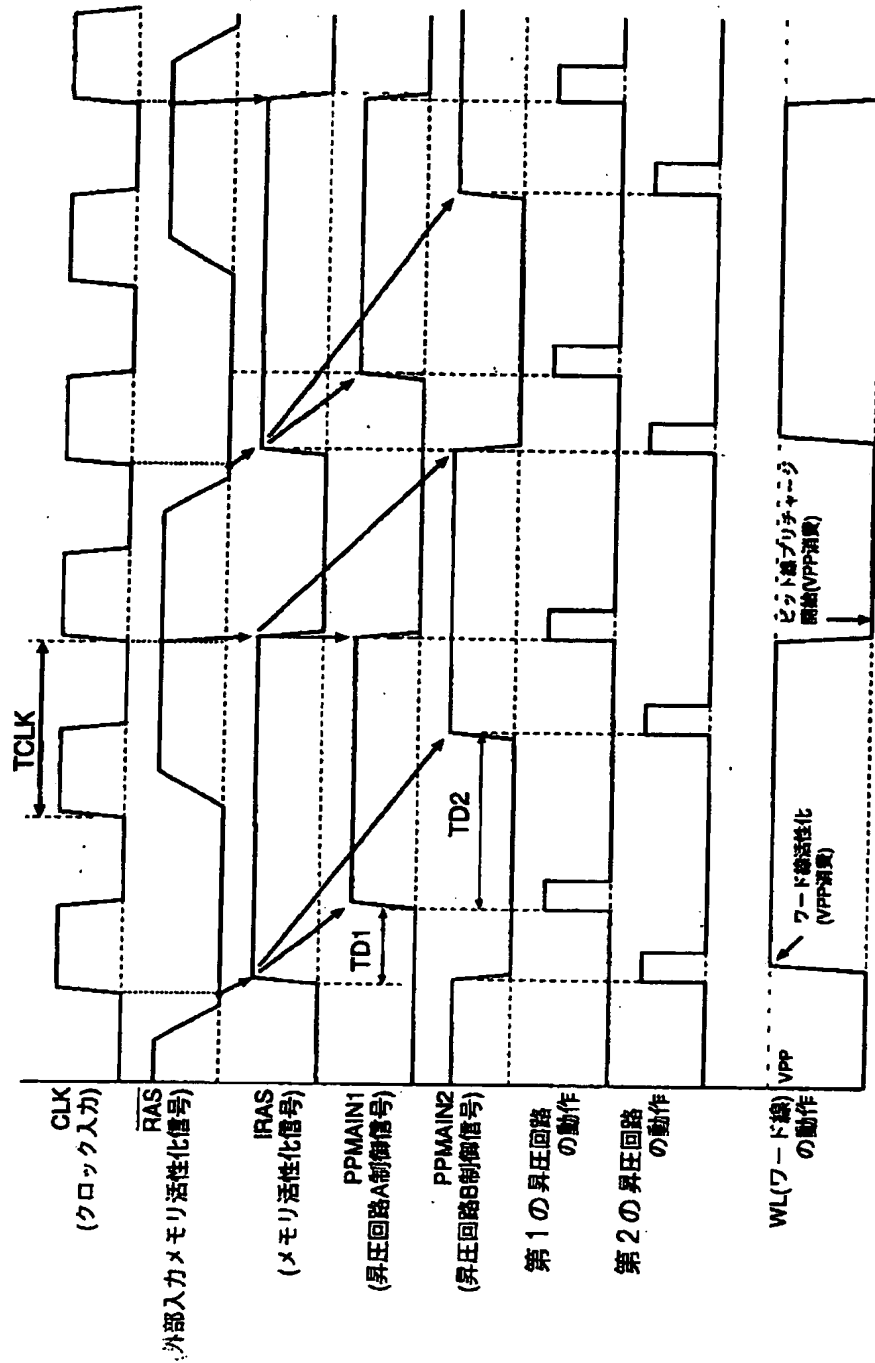 TCLK
CLK
(クロック入力)
RAS
外部入力メモリ活性化信号)
IRAS
(メモリ活性化信号)
TD1
PPMAIN1
(昇圧回路A制御信号)
TD2
PPMAIN2
(昇圧回路B制御信号)
第1の昇圧回路
の動作
第2の昇圧回路
の動作
ワード線活性化
(VPP消費)
ビット線プリチャージ
開始(VPP消費)
VPP
WL(ワード線)
の動作